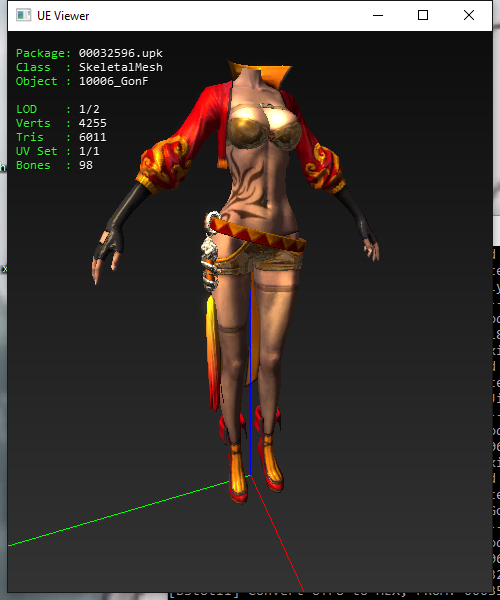 UE Viewer
Package: 00032596.upk
Class : SkeletalMesh
Object : 10006_GonF
LOD : 1/2
Verts : 4255
Tris : 6011
UV Set : 1/1
Bones : 98